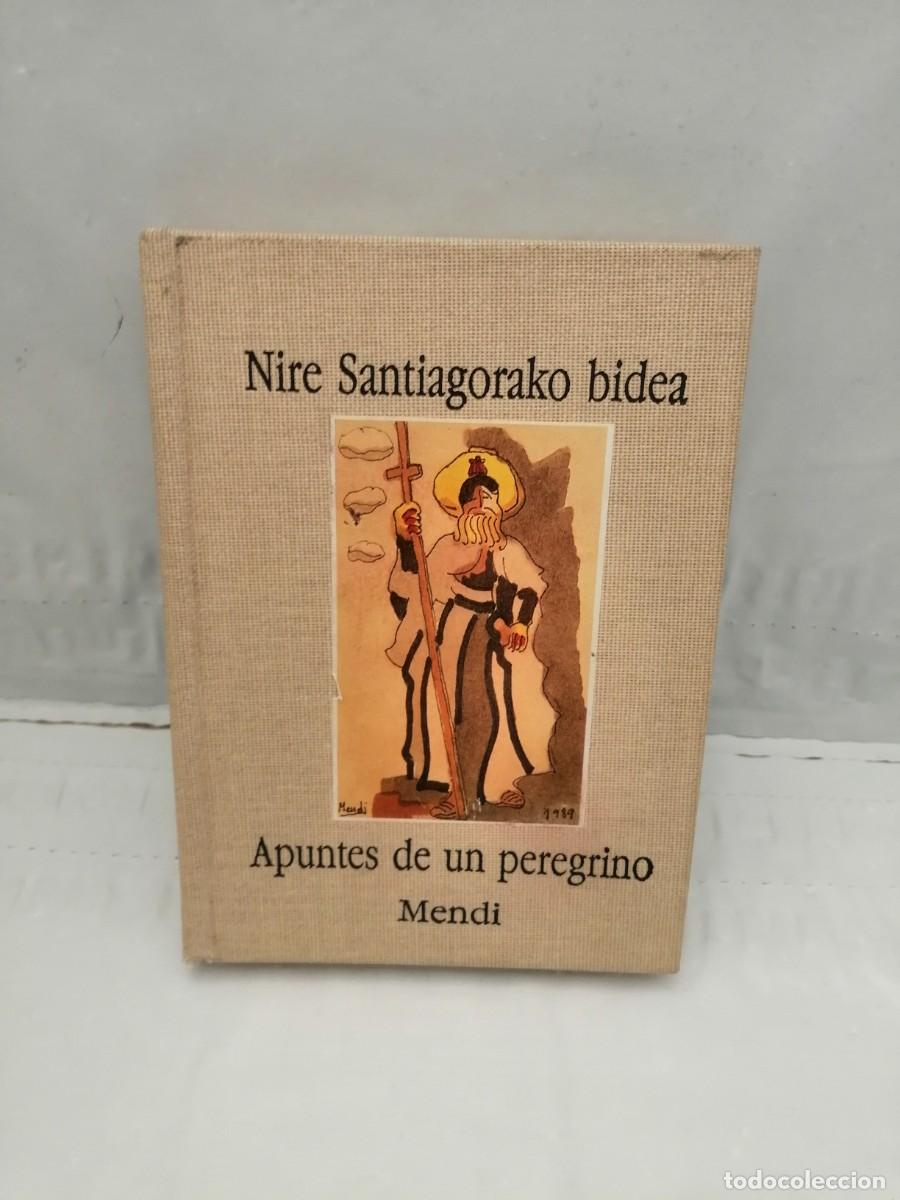 Nire Santiagorako bidea
Mendi 1989
Apuntes de un peregrino
Mendi
todocoleccion